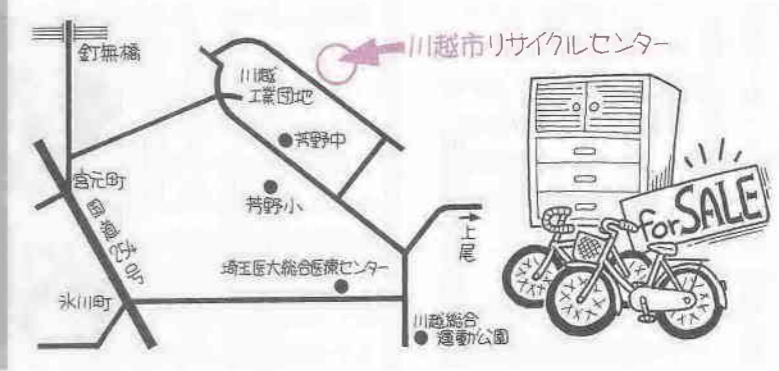 釘無橋
川越市リサイクルセンター
川越
工業団地
芳野中
芳野小
宮元町
国道254号
氷川町
埼玉医大総合医療センター
上尾
川越総合
運動公園
for SALE